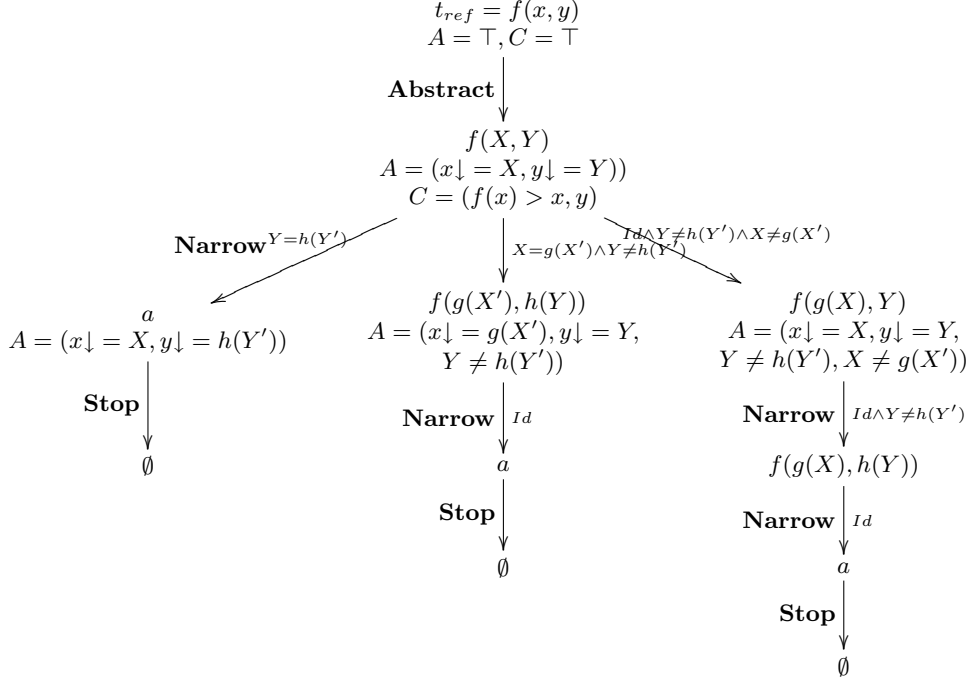 t_{ref} = f(x, y)
A = ⊤, C = ⊤
Abstract
f(X, Y)
A = (x↓ = X, y↓ = Y))
C = (f(x) > x, y)
Narrow Y=h(Y′)
X=g(X′)∧Y≠h(Y′)
Id∧Y≠h(Y′)∧X≠g(X′)
a
A = (x↓ = X, y↓ = h(Y′))
f(g(X′), h(Y))
A = (x↓ = g(X′), y↓ = Y,
Y ≠ h(Y′))
f(g(X), Y)
A = (x↓ = X, y↓ = Y,
Y ≠ h(Y′), X ≠ g(X′))
Stop
∅
Narrow Id
a
Stop
∅
Narrow Id∧Y≠h(Y′)
f(g(X), h(Y))
Narrow Id
a
Stop
∅